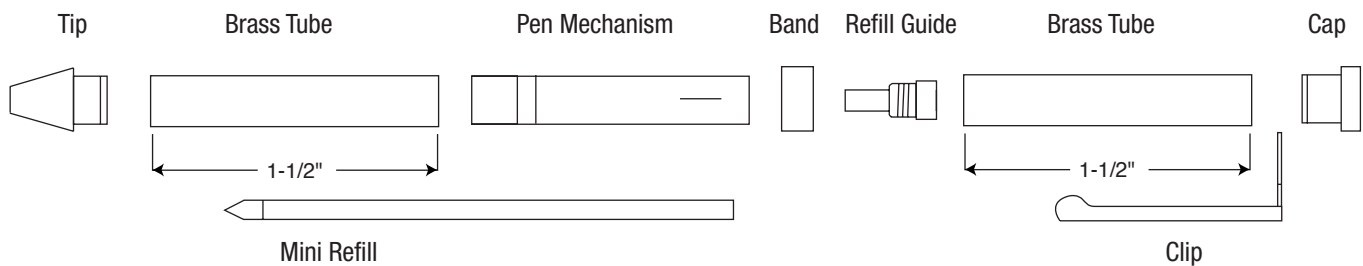 Tip Brass Tube Pen Mechanism Band Refill Guide Brass Tube Cap
1-1/2" 1-1/2"
Mini Refill Clip